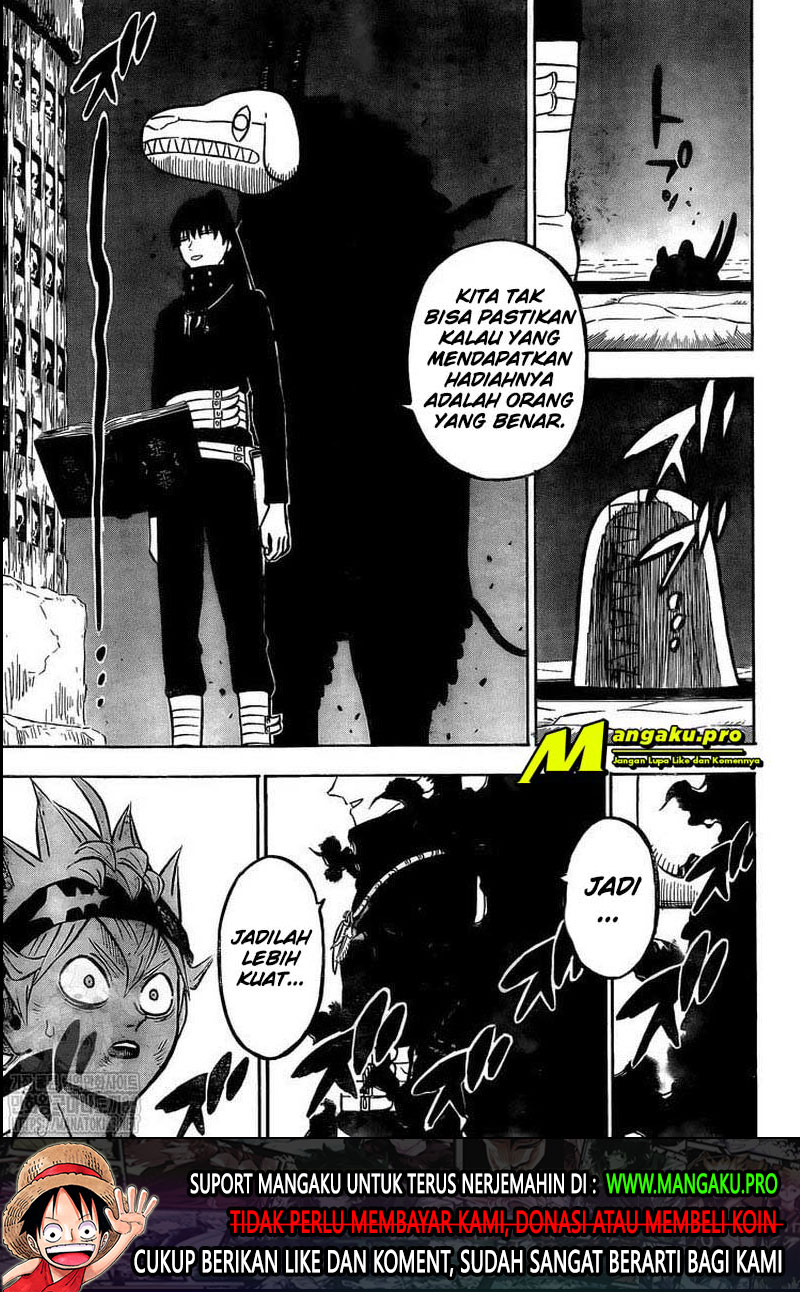 KITA TAK
BISA PASTIKAN
KALAU YANG
MENDAPATKAN
HADIAHNYA
ADALAH ORANG
YANG BENAR.
Mangaku.pro
Jangan Lupa Like dan Komennya
JADI
...
JADILAH
LEBIH
KUAT...
SUPORT MANGAKU UNTUK TERUS NERJEMAHIN DI : WWW.MANGAKU.PRO
TIDAK PERLU MEMBAYAR KAMI, DONASI ATAU MEMBELI KOIN
CUKUP BERIKAN LIKE DAN KOMENT, SUDAH SANGAT BERARTI BAGI KAMI